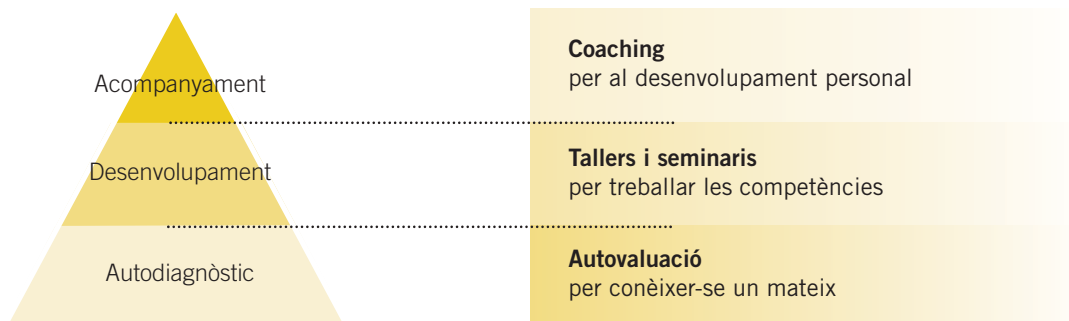 Acompanyament
Coaching
per al desenvolupament personal
Desenvolupament
Tallers i seminaris
per treballar les competències
Autodiagnòstic
Autovaluació
per conèixer-se un mateix